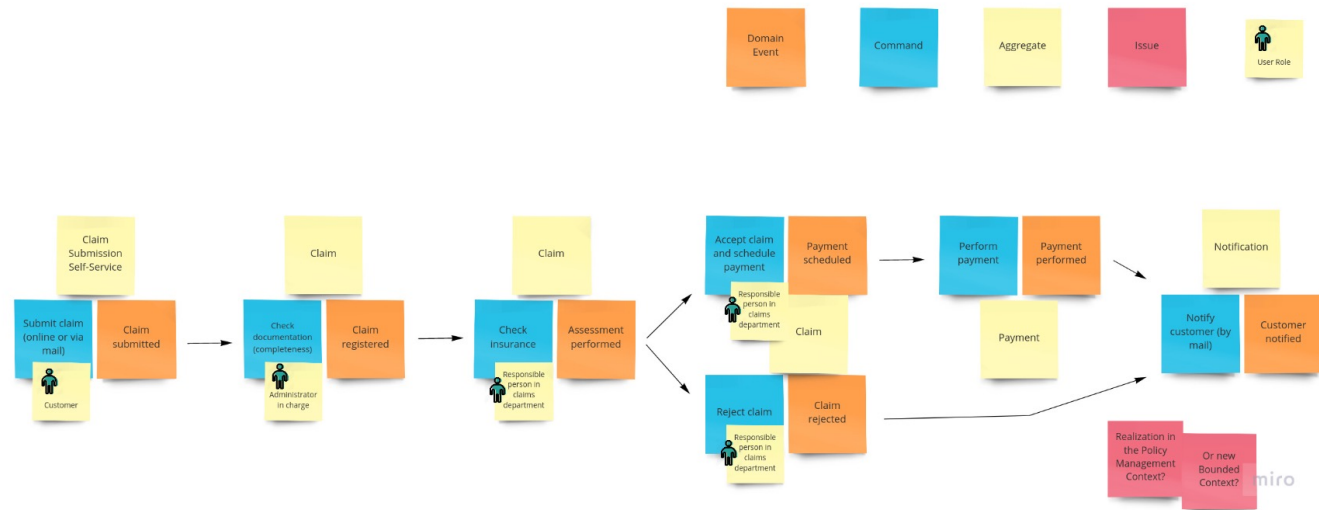 Domain
Event
Command
Aggregate
Issue
User Role
Claim
Submission
Self-Service
Submit claim
(online or via
mail)
Claim
submitted
Customer
Claim
Check
documentation
(completeness)
Claim
registered
Administrator
in charge
Claim
Check
insurance
Assessment
performed
Responsible
person in
claims
department
Accept claim
and schedule
payment
Payment
scheduled
Responsible
person in
claims
department
Claim
Reject claim
Claim
rejected
Responsible
person in
claims
department
Perform
payment
Payment
performed
Payment
Notification
Notify
customer (by
mail)
Customer
notified
Realization in
the Policy
Management
Context?
Or new
Bounded
Context?
miro